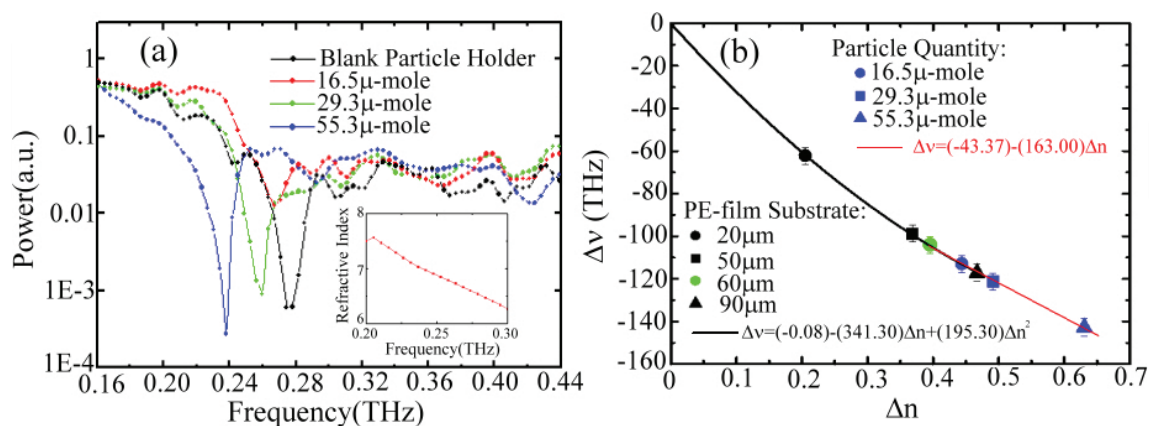 (a)
Blank Particle Holder
16.5μ-mole
29.3μ-mole
55.3μ-mole
Power(a.u.)
1
0.1
0.01
1E-3
1E-4
0.16 0.20 0.24 0.28 0.32 0.36 0.40 0.44
Frequency(THz)
Refractive Index
8
7
6
0.20 0.25 0.30
Frequency(THz)
(b)
Particle Quantity:
16.5μ-mole
29.3μ-mole
55.3μ-mole
Δν=(-43.37)-(163.00)Δn
PE-film Substrate:
20μm
50μm
60μm
90μm
Δν=(-0.08)-(341.30)Δn+(195.30)Δn²
Δν (THz)
0
-20
-40
-60
-80
-100
-120
-140
-160
0 0.1 0.2 0.3 0.4 0.5 0.6 0.7
Δn